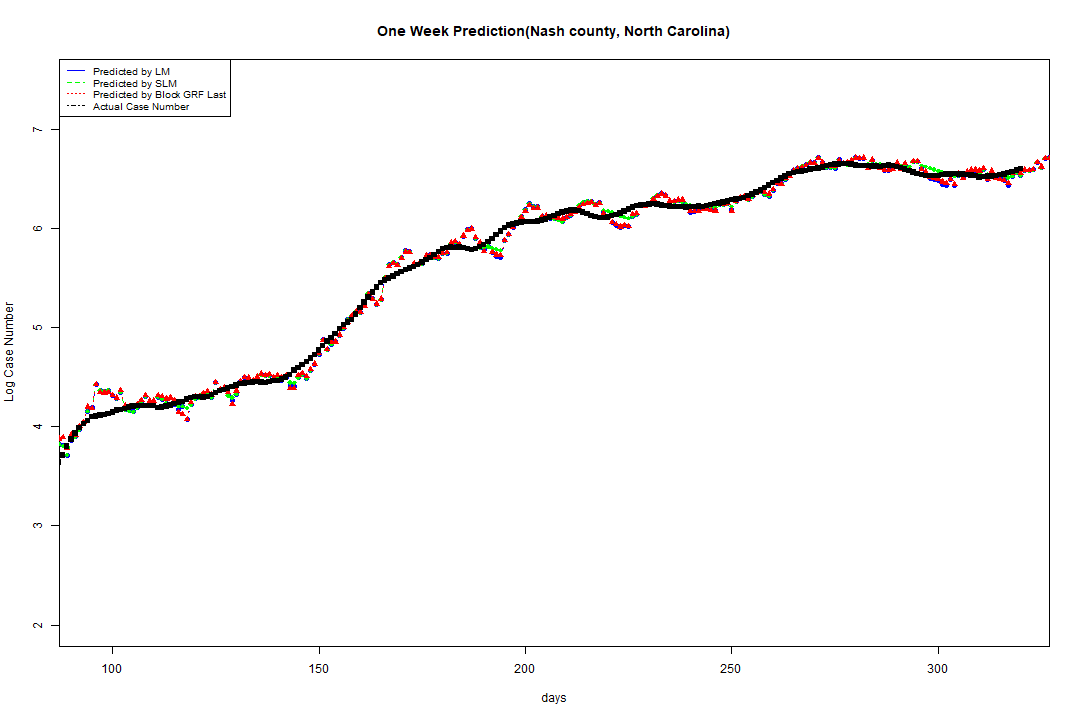 One Week Prediction(Nash county, North Carolina)
Predicted by LM
Predicted by SLM
Predicted by Block GRF Last
Actual Case Number
7
6
5
4
3
2
Log Case Number
100 150 200 250 300
days